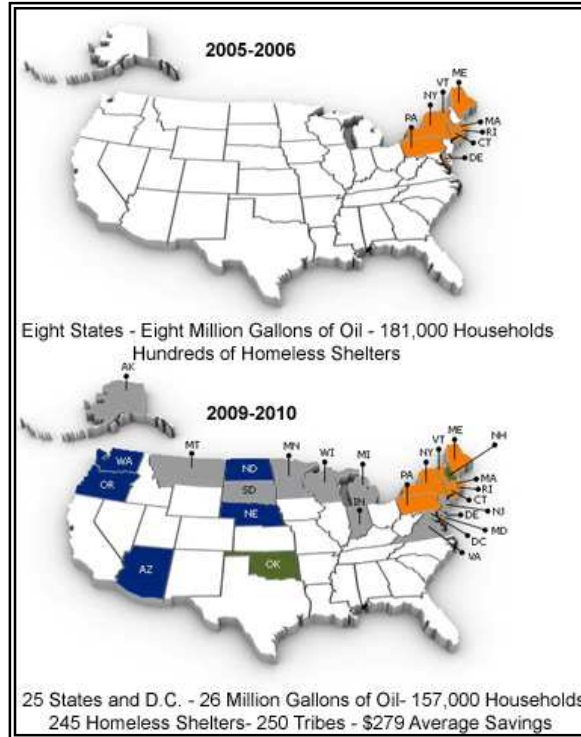 2005-2006
ME
VT
NY
MA
PA
RI
CT
DE
Eight States - Eight Million Gallons of Oil - 181,000 Households
Hundreds of Homeless Shelters
AK
2009-2010
MT
MN
WI
MI
VT
ME
NH
NY
WA
ND
OR
SD
PA
MA
RI
CT
NJ
IN
NE
DE
MD
DC
VA
AZ
OK
25 States and D.C. - 26 Million Gallons of Oil- 157,000 Households
245 Homeless Shelters- 250 Tribes - $279 Average Savings